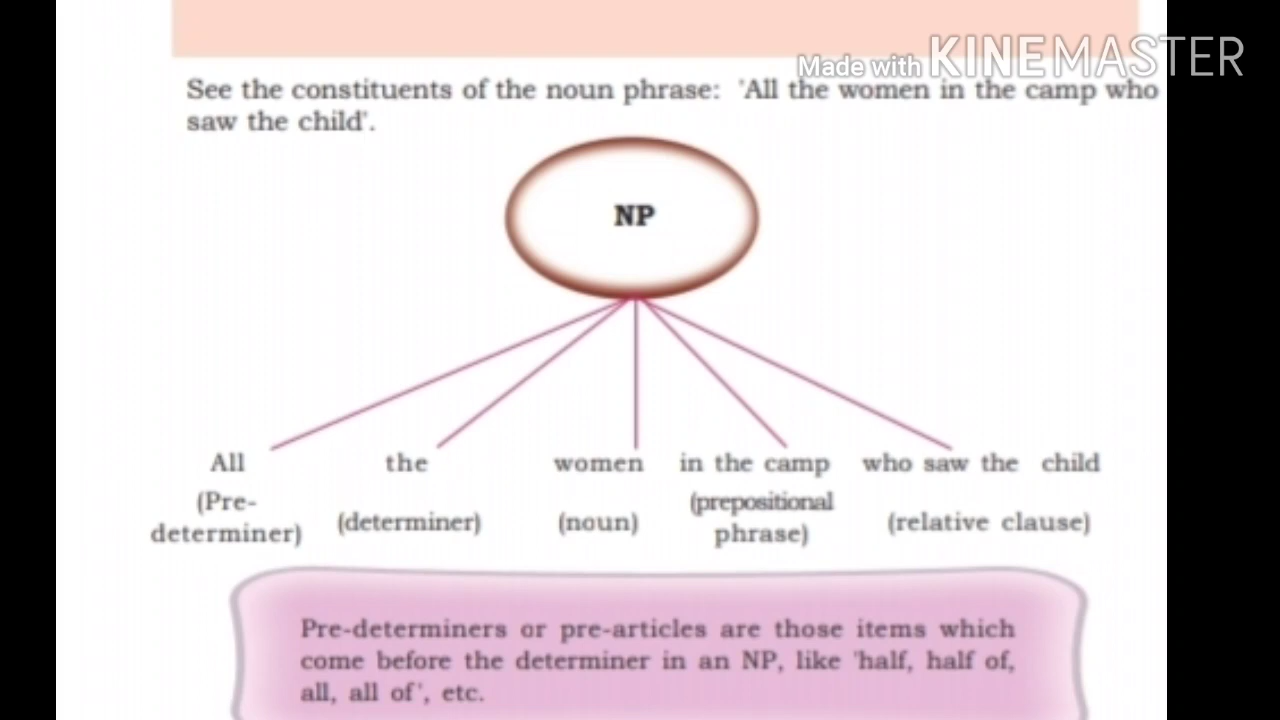 Made with KINEMASTER
See the constituents of the noun phrase: 'All the women in the camp who
saw the child'.
NP
All the women in the camp who saw the child
(Pre-
determiner) (determiner) (noun) (prepositional
phrase) (relative clause)
Pre-determiners or pre-articles are those items which
come before the determiner in an NP, like 'half, half of,
all, all of', etc.